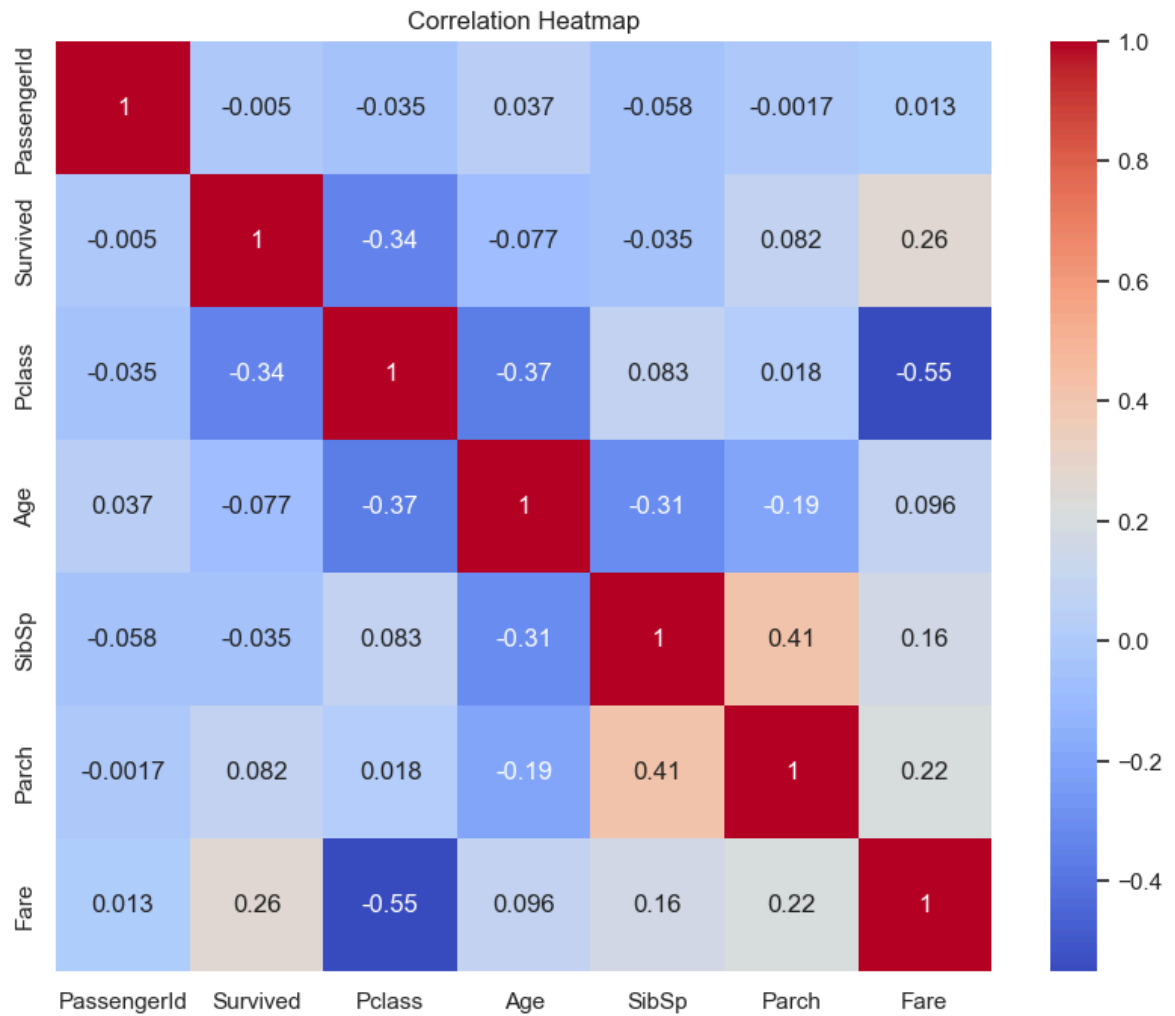 Correlation Heatmap
PassengerId 1 -0.005 -0.035 0.037 -0.058 -0.0017 0.013
Survived -0.005 1 -0.34 -0.077 -0.035 0.082 0.26
Pclass -0.035 -0.34 1 -0.37 0.083 0.018 -0.55
Age 0.037 -0.077 -0.37 1 -0.31 -0.19 0.096
SibSp -0.058 -0.035 0.083 -0.31 1 0.41 0.16
Parch -0.0017 0.082 0.018 -0.19 0.41 1 0.22
Fare 0.013 0.26 -0.55 0.096 0.16 0.22 1
PassengerId Survived Pclass Age SibSp Parch Fare
1.0
0.8
0.6
0.4
0.2
0.0
−0.2
−0.4